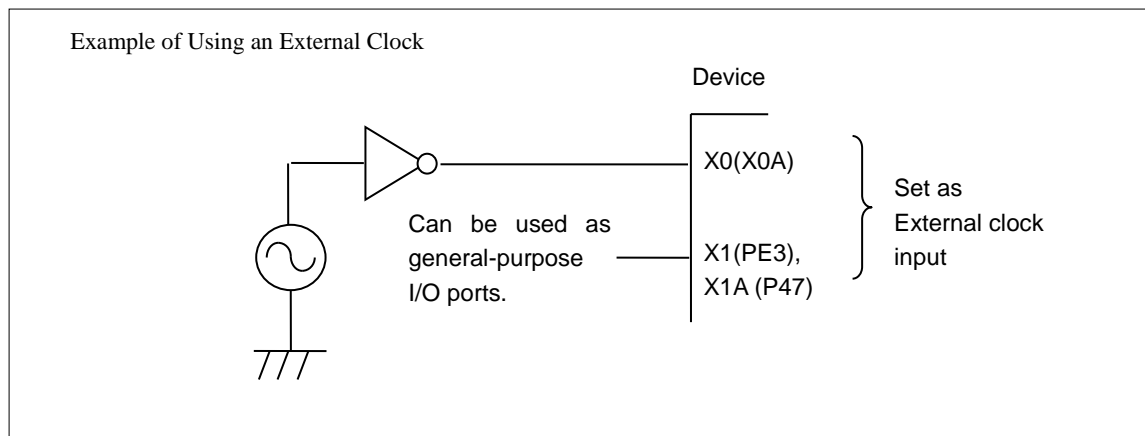 Example of Using an External Clock
Device
X0(X0A)
Can be used as
general-purpose
I/O ports.
X1(PE3),
X1A (P47)
Set as
External clock
input